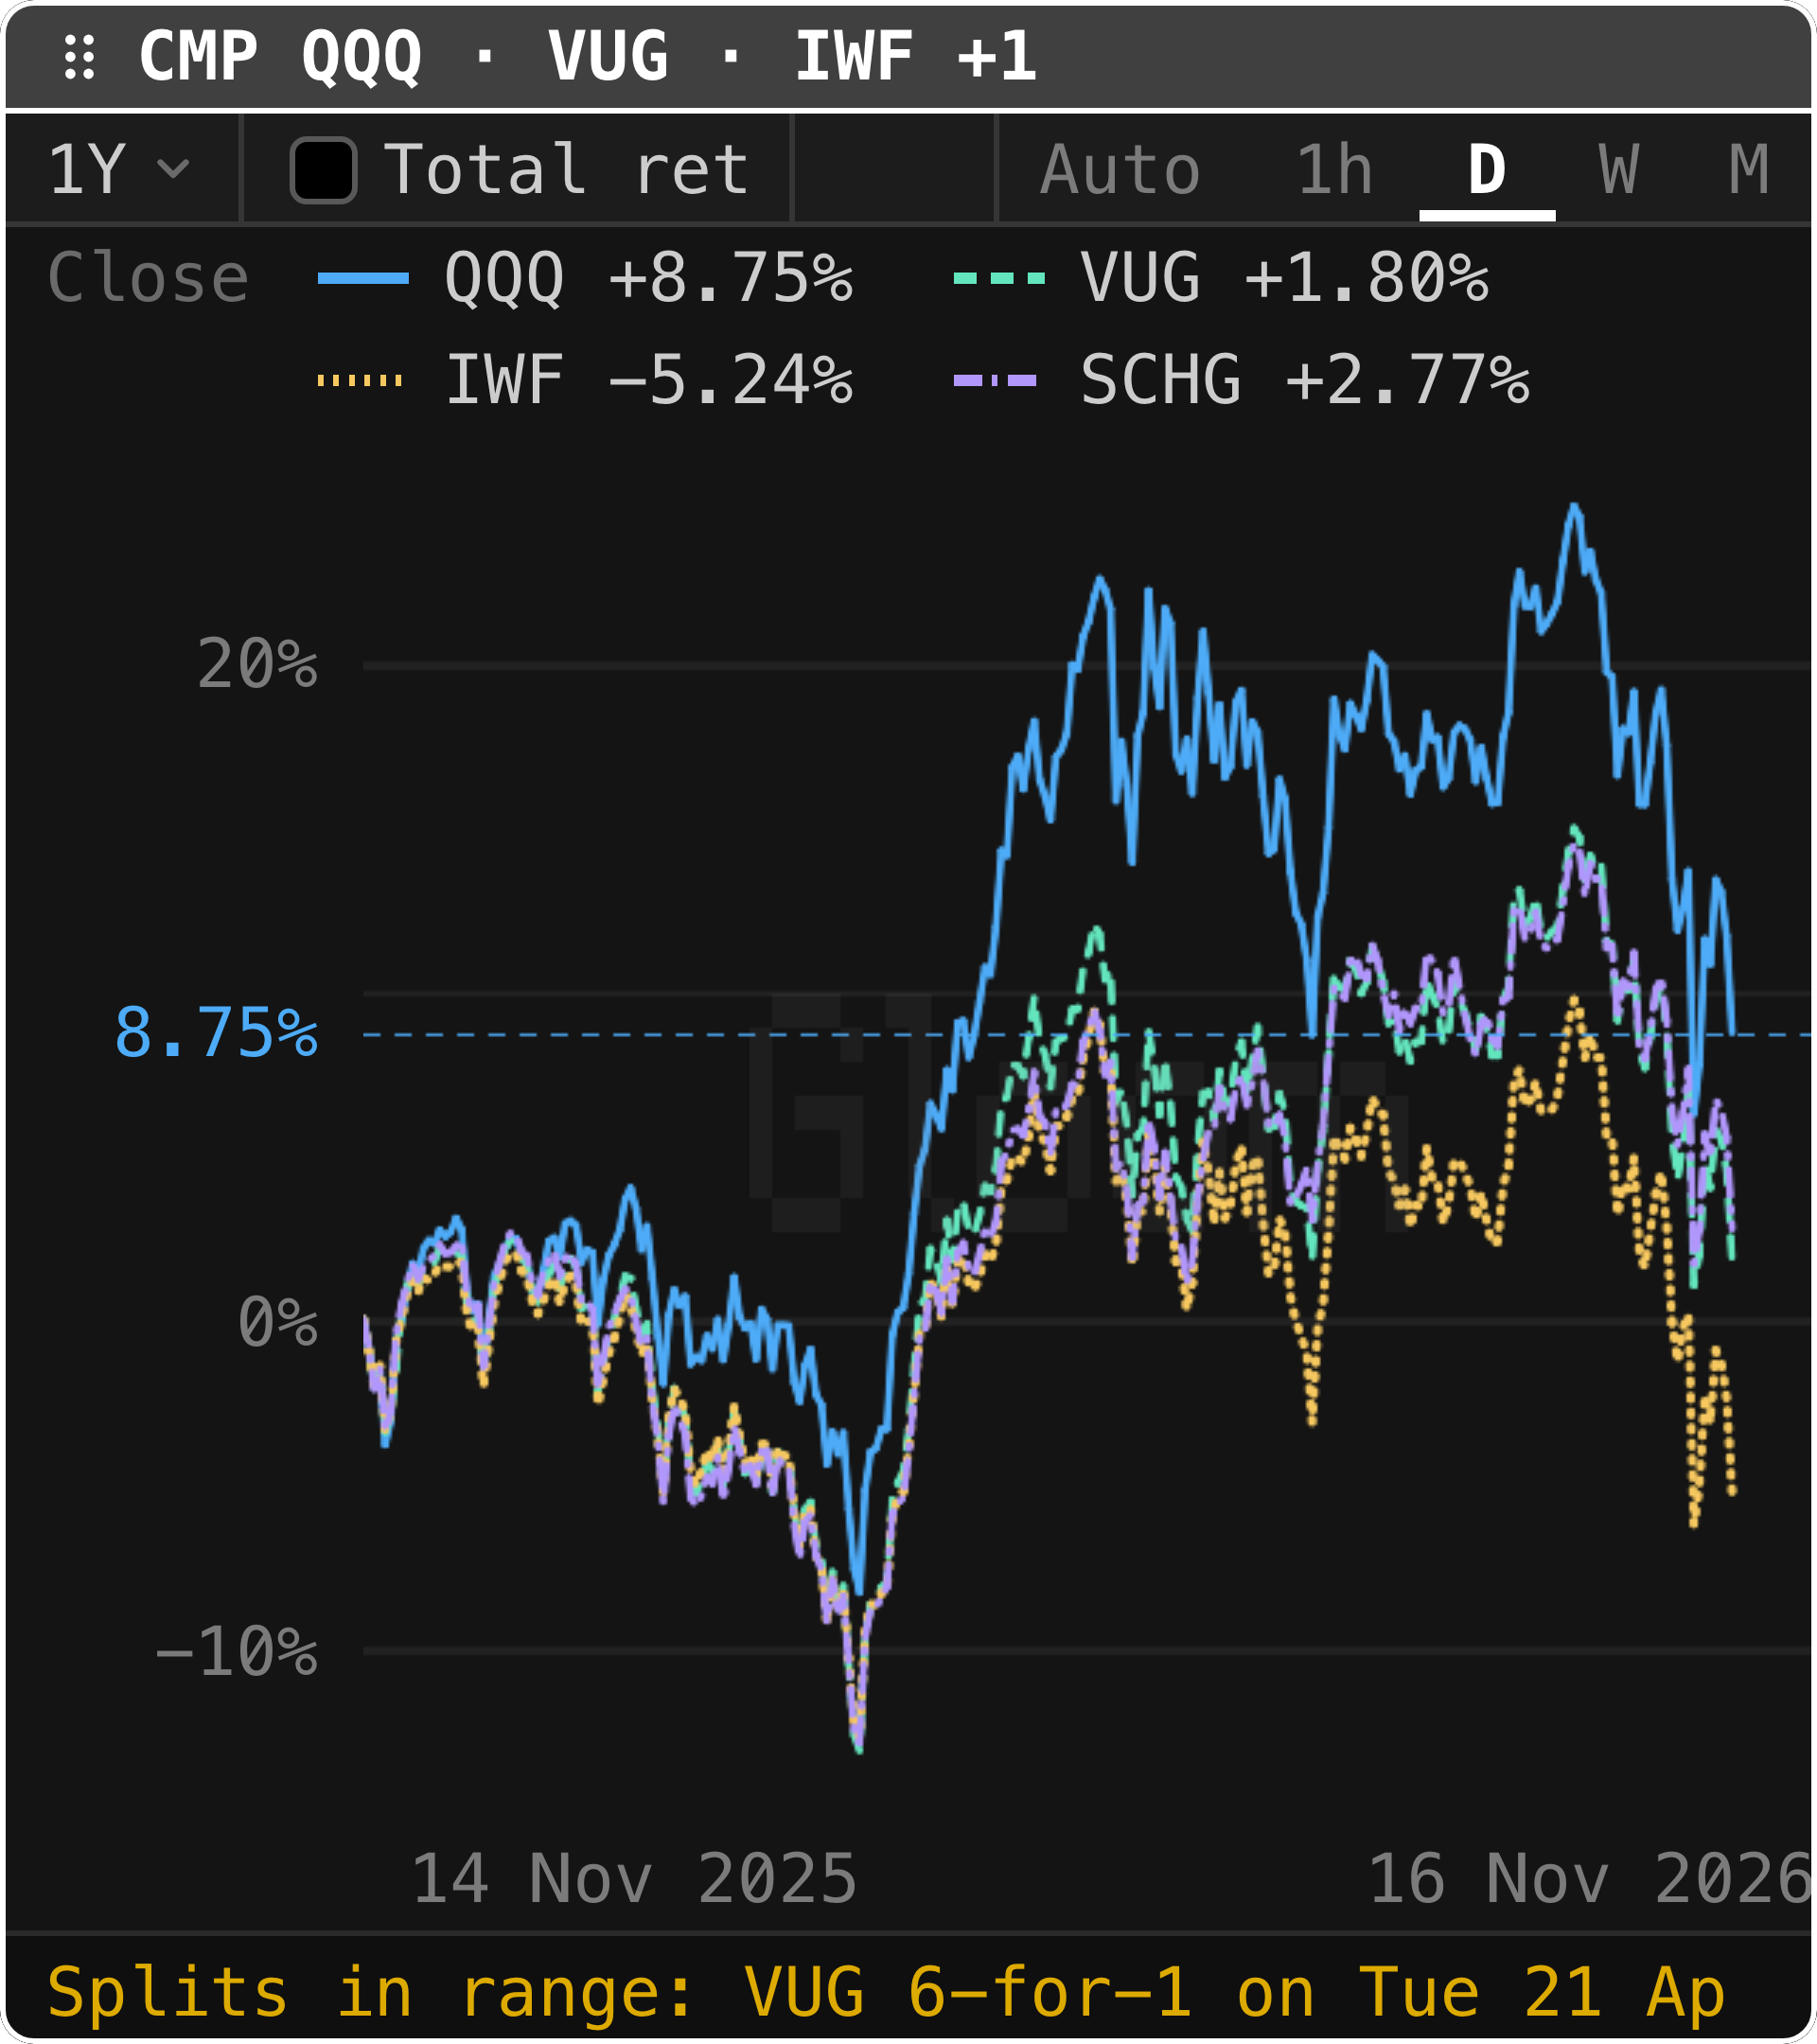 CMP QQQ · VUG · IWF +1
1Y Total ret Auto 1h D W M
Close QQQ +8.75% VUG +1.80%
IWF −5.24% SCHG +2.77%
20%
8.75%
0%
−10%
14 Nov 2025 16 Nov 2026
Splits in range: VUG 6−for−1 on Tue 21 Ap